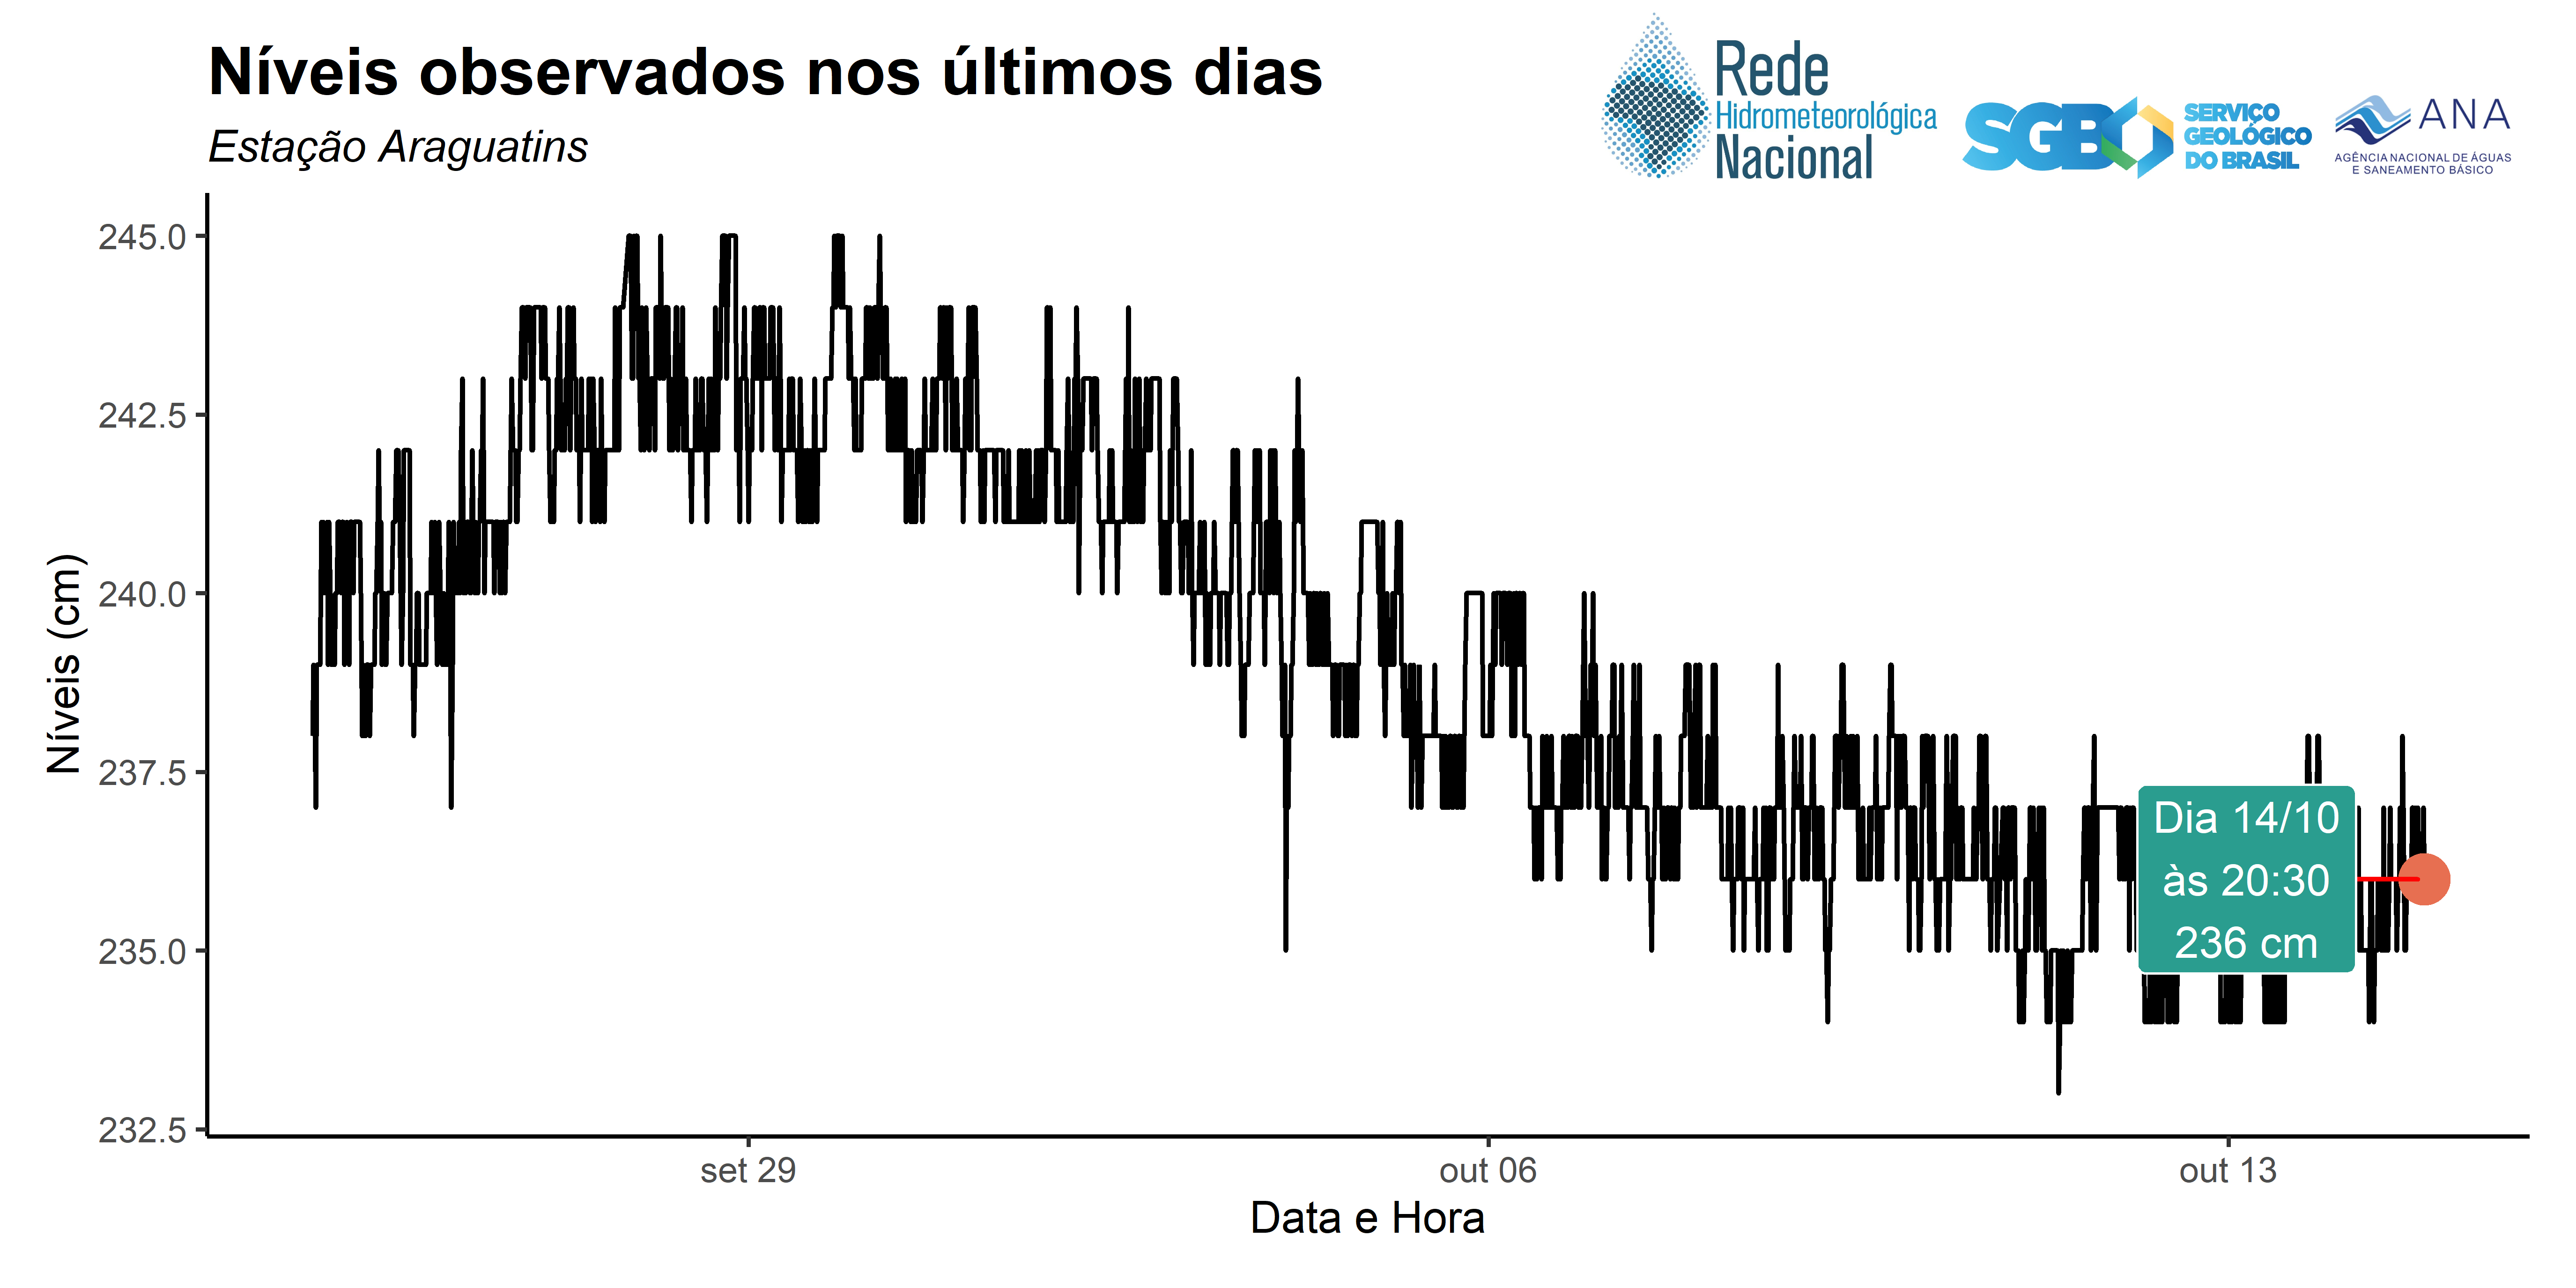 Níveis observados nos últimos dias
Estação Araguatins
Rede
Hidrometeorológica
Nacional
SGB
SERVIÇO
GEOLÓGICO
DO BRASIL
ANA
AGÊNCIA NACIONAL DE ÁGUAS
E SANEAMENTO BÁSICO
Níveis (cm)
245.0
242.5
240.0
237.5
235.0
232.5
Dia 14/10
às 20:30
236 cm
set 29
out 06
out 13
Data e Hora